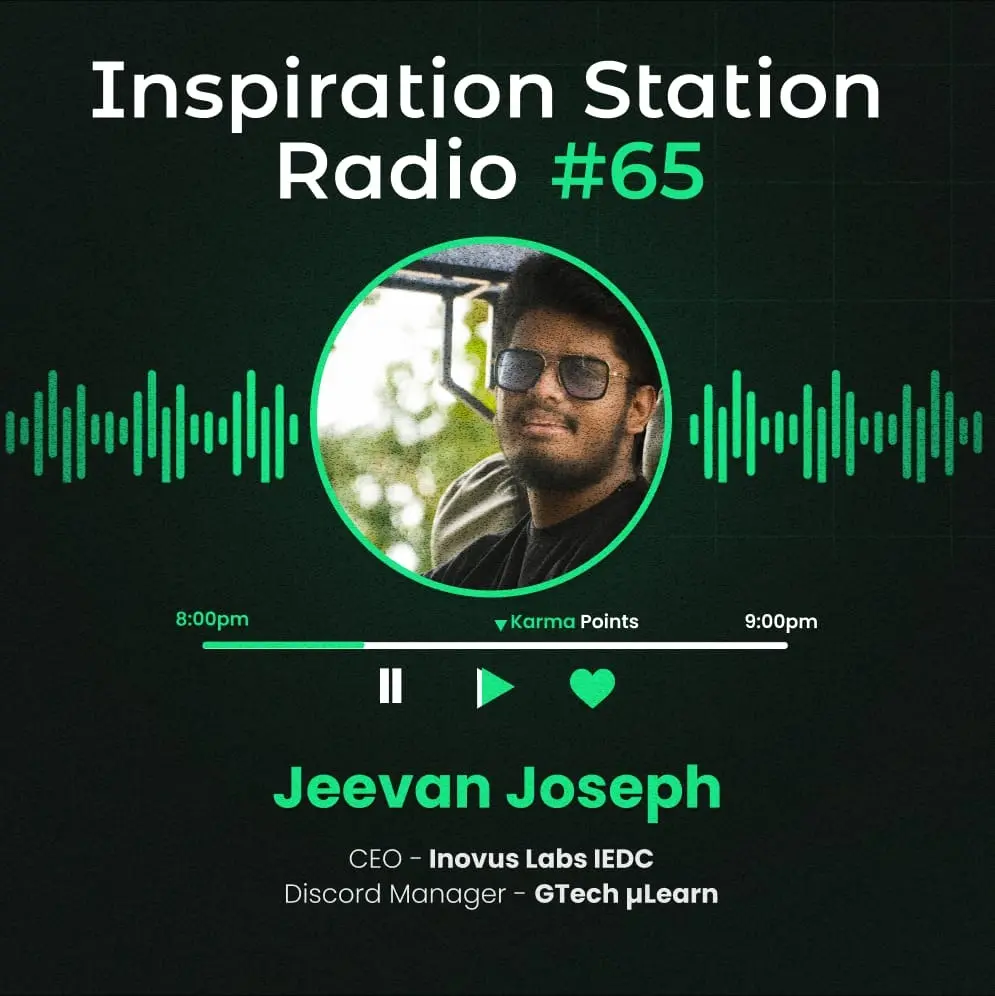 Inspiration Station
Radio #65
8:00pm
Karma Points
9:00pm
Jeevan Joseph
CEO - Inovus Labs IEDC
Discord Manager - GTech µLearn